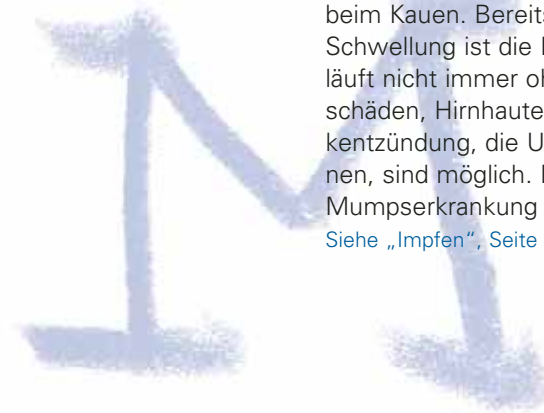 M
beim Kauen. Bereits
Schwellung ist die
läuft nicht immer
schäden, Hirnhaute
kentzündung, die U
nen, sind möglich.
Mumpserkrankung
Siehe „Impfen“, Seite